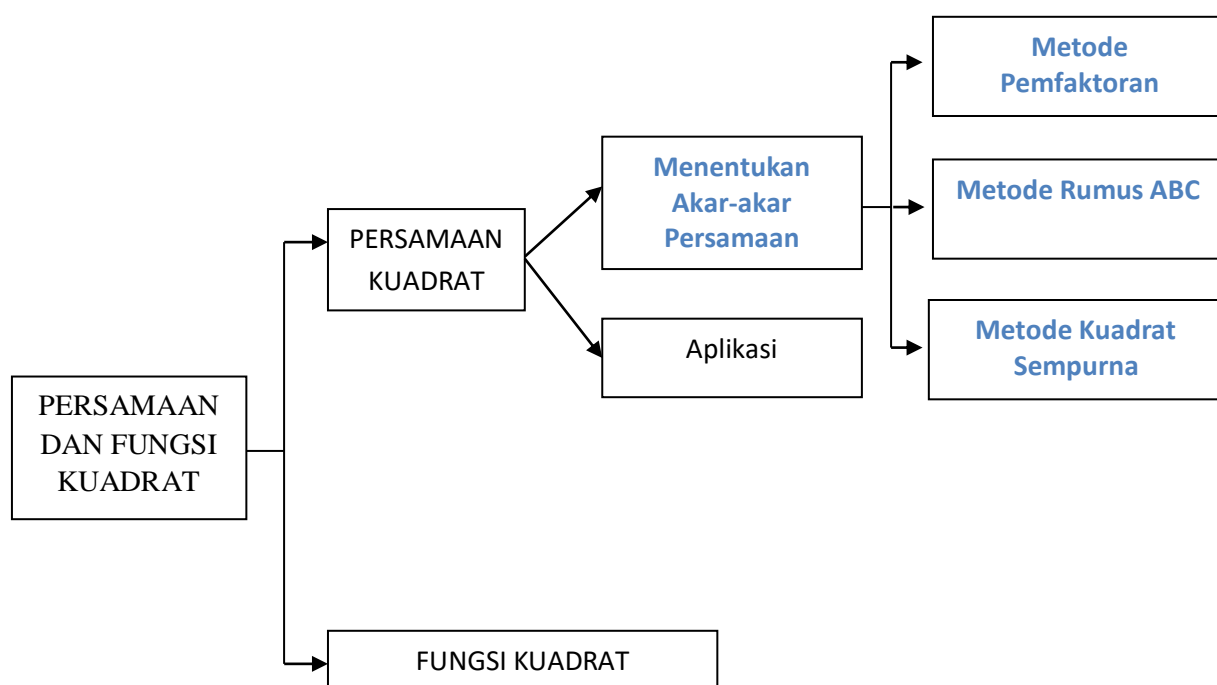 Metode
Pemfaktoran
Menentukan
Akar-akar
Persamaan
Metode Rumus ABC
PERSAMAAN
KUADRAT
Metode Kuadrat
Sempurna
Aplikasi
PERSAMAAN
DAN FUNGSI
KUADRAT
FUNGSI KUADRAT